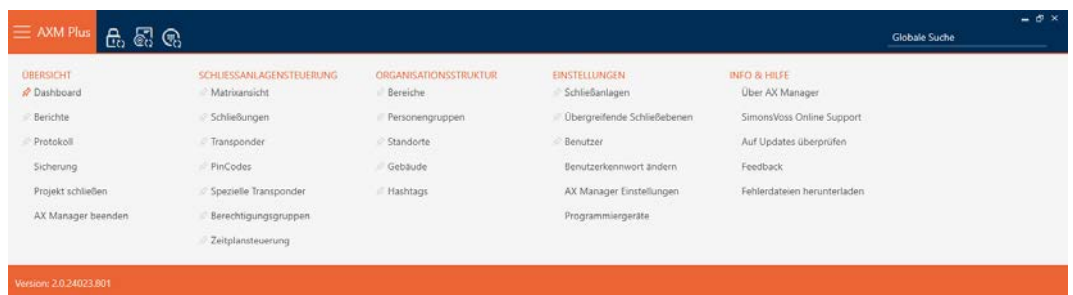 AXM Plus
Globale Suche
ÜBERSICHT
Dashboard
Berichte
Protokoll
Sicherung
Projekt schließen
AX Manager beenden
SCHLIESSANLAGENSTEUERUNG
Matrixansicht
Schließungen
Transponder
PinCodes
Spezielle Transponder
Berechtigungsgruppen
Zeitplansteuerung
ORGANISATIONSSTRUKTUR
Bereiche
Personengruppen
Standorte
Gebäude
Hashtags
EINSTELLUNGEN
Schließanlagen
Übergreifende Schließebenen
Benutzer
Benutzerkennwort ändern
AX Manager Einstellungen
Programmiergeräte
INFO & HILFE
Über AX Manager
SimonsVoss Online Support
Auf Updates überprüfen
Feedback
Fehlerdateien herunterladen
Version: 2.0.24023.801